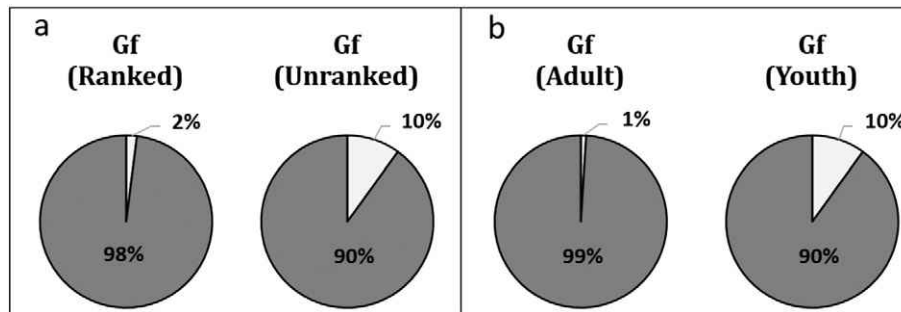 a
Gf
(Ranked)
2%
98%
Gf
(Unranked)
10%
90%
b
Gf
(Adult)
1%
99%
Gf
(Youth)
10%
90%